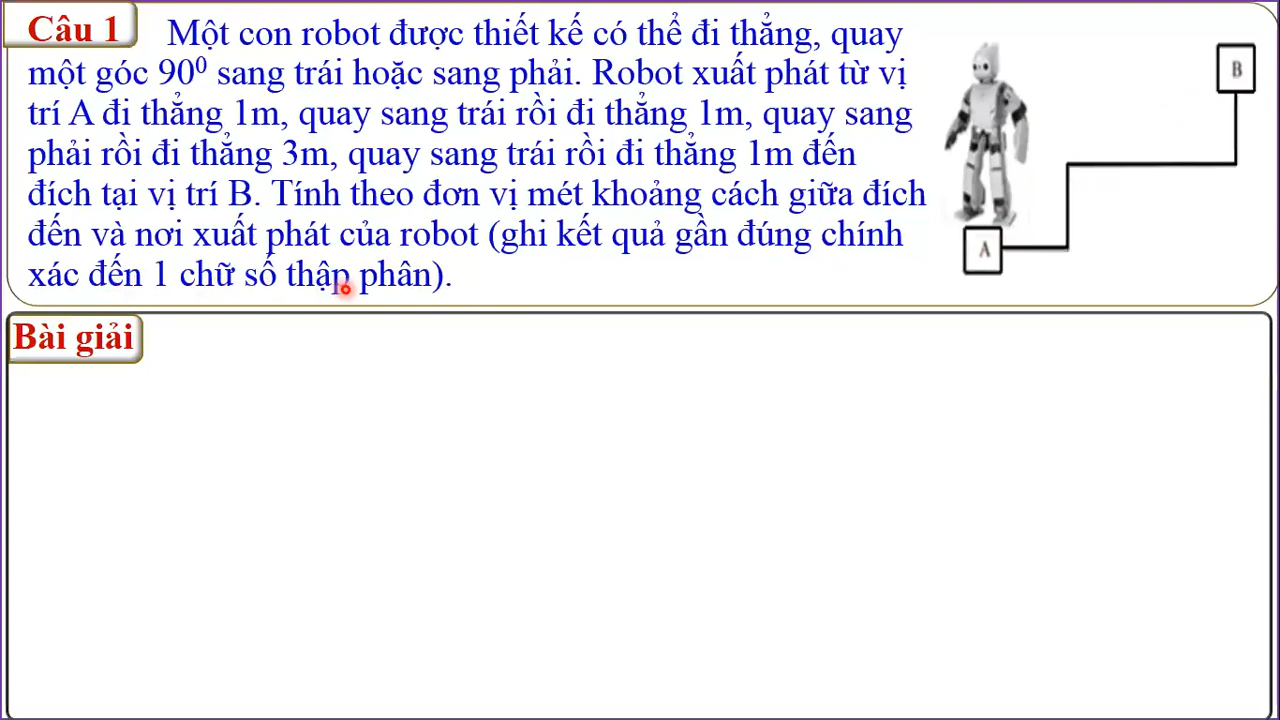 Câu 1 Một con robot được thiết kế có thể đi thẳng, quay
một góc 90⁰ sang trái hoặc sang phải. Robot xuất phát từ vị
trí A đi thẳng 1m, quay sang trái rồi đi thẳng 1m, quay sang
phải rồi đi thẳng 3m, quay sang trái rồi đi thẳng 1m đến
đích tại vị trí B. Tính theo đơn vị mét khoảng cách giữa đích
đến và nơi xuất phát của robot (ghi kết quả gần đúng chính
xác đến 1 chữ số thập phân).
B
A
Bài giải